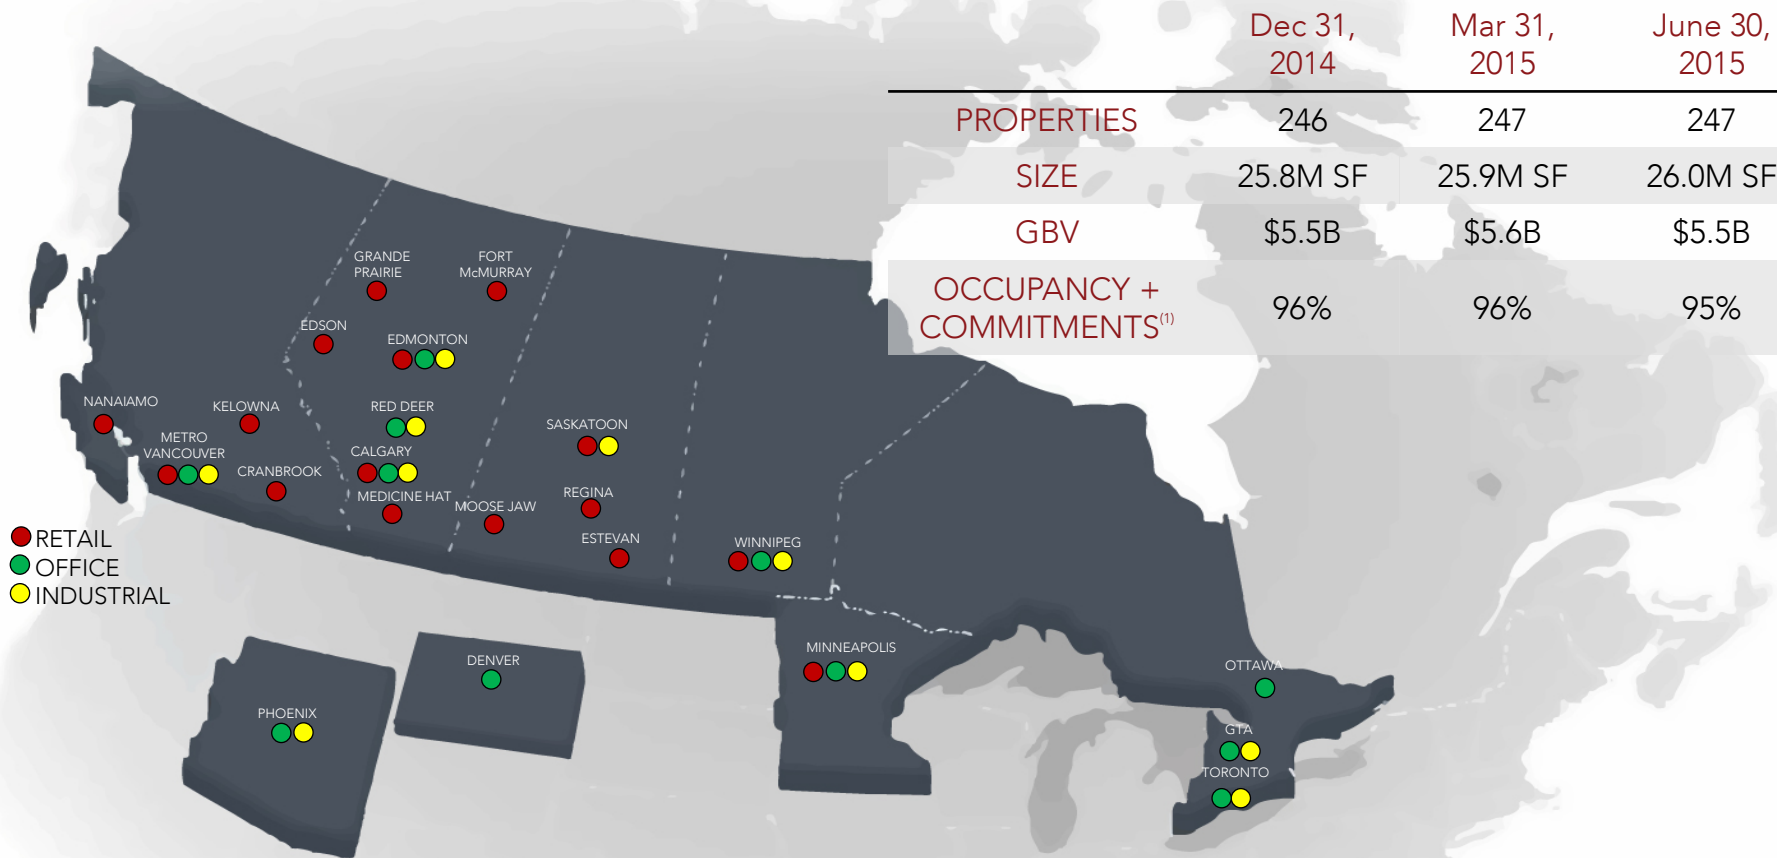 Dec 31, 2014 Mar 31, 2015 June 30, 2015
PROPERTIES 246 247 247
SIZE 25.8M SF 25.9M SF 26.0M SF
GBV $5.5B $5.6B $5.5B
OCCUPANCY + COMMITMENTS(1) 96% 96% 95%
GRANDE
PRAIRIE
FORT
McMURRAY
EDSON
EDMONTON
NANAIAMO
KELOWNA
RED DEER
SASKATOON
METRO
VANCOUVER
CRANBROOK
CALGARY
MEDICINE HAT
MOOSE JAW
REGINA
ESTEVAN
WINNIPEG
RETAIL
OFFICE
INDUSTRIAL
PHOENIX
DENVER
MINNEAPOLIS
OTTAWA
GTA
TORONTO